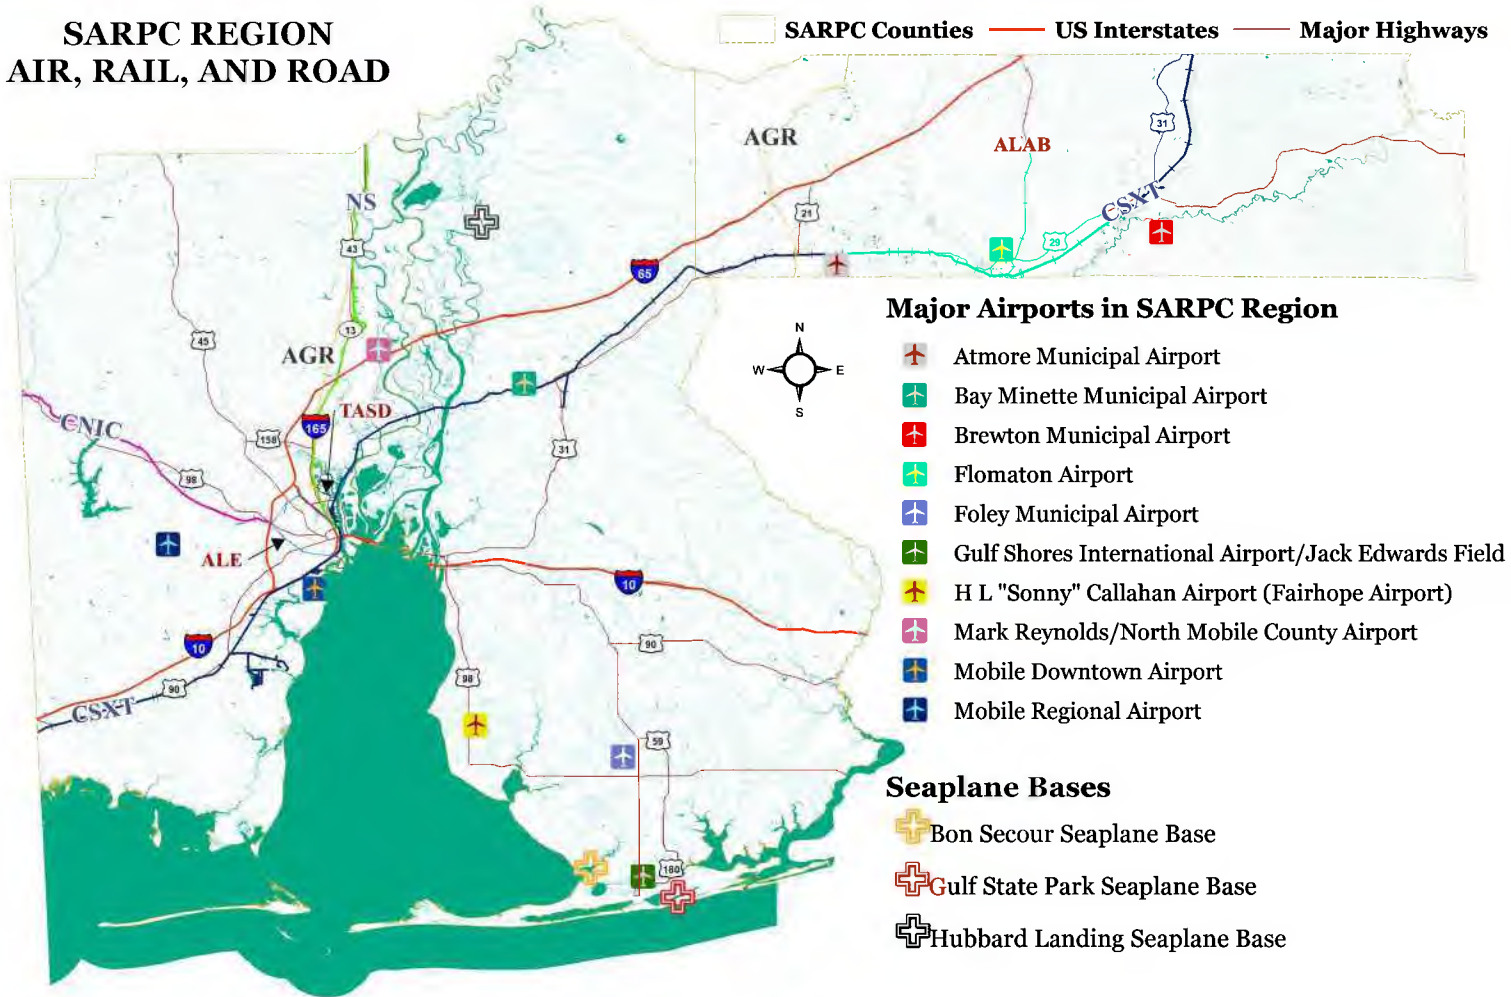 SARPC REGION
AIR, RAIL, AND ROAD
SARPC Counties
US Interstates
Major Highways
AGR
ALAB
31
CSXT
NS
21
43
29
65
13
45
AGR
TASD
165
CNIC
158
98
31
ALE
10
10
90
90
CSXT
98
59
180
N
W
E
S
Major Airports in SARPC Region
Atmore Municipal Airport
Bay Minette Municipal Airport
Brewton Municipal Airport
Flomaton Airport
Foley Municipal Airport
Gulf Shores International Airport/Jack Edwards Field
H L "Sonny" Callahan Airport (Fairhope Airport)
Mark Reynolds/North Mobile County Airport
Mobile Downtown Airport
Mobile Regional Airport
Seaplane Bases
Bon Secour Seaplane Base
Gulf State Park Seaplane Base
Hubbard Landing Seaplane Base